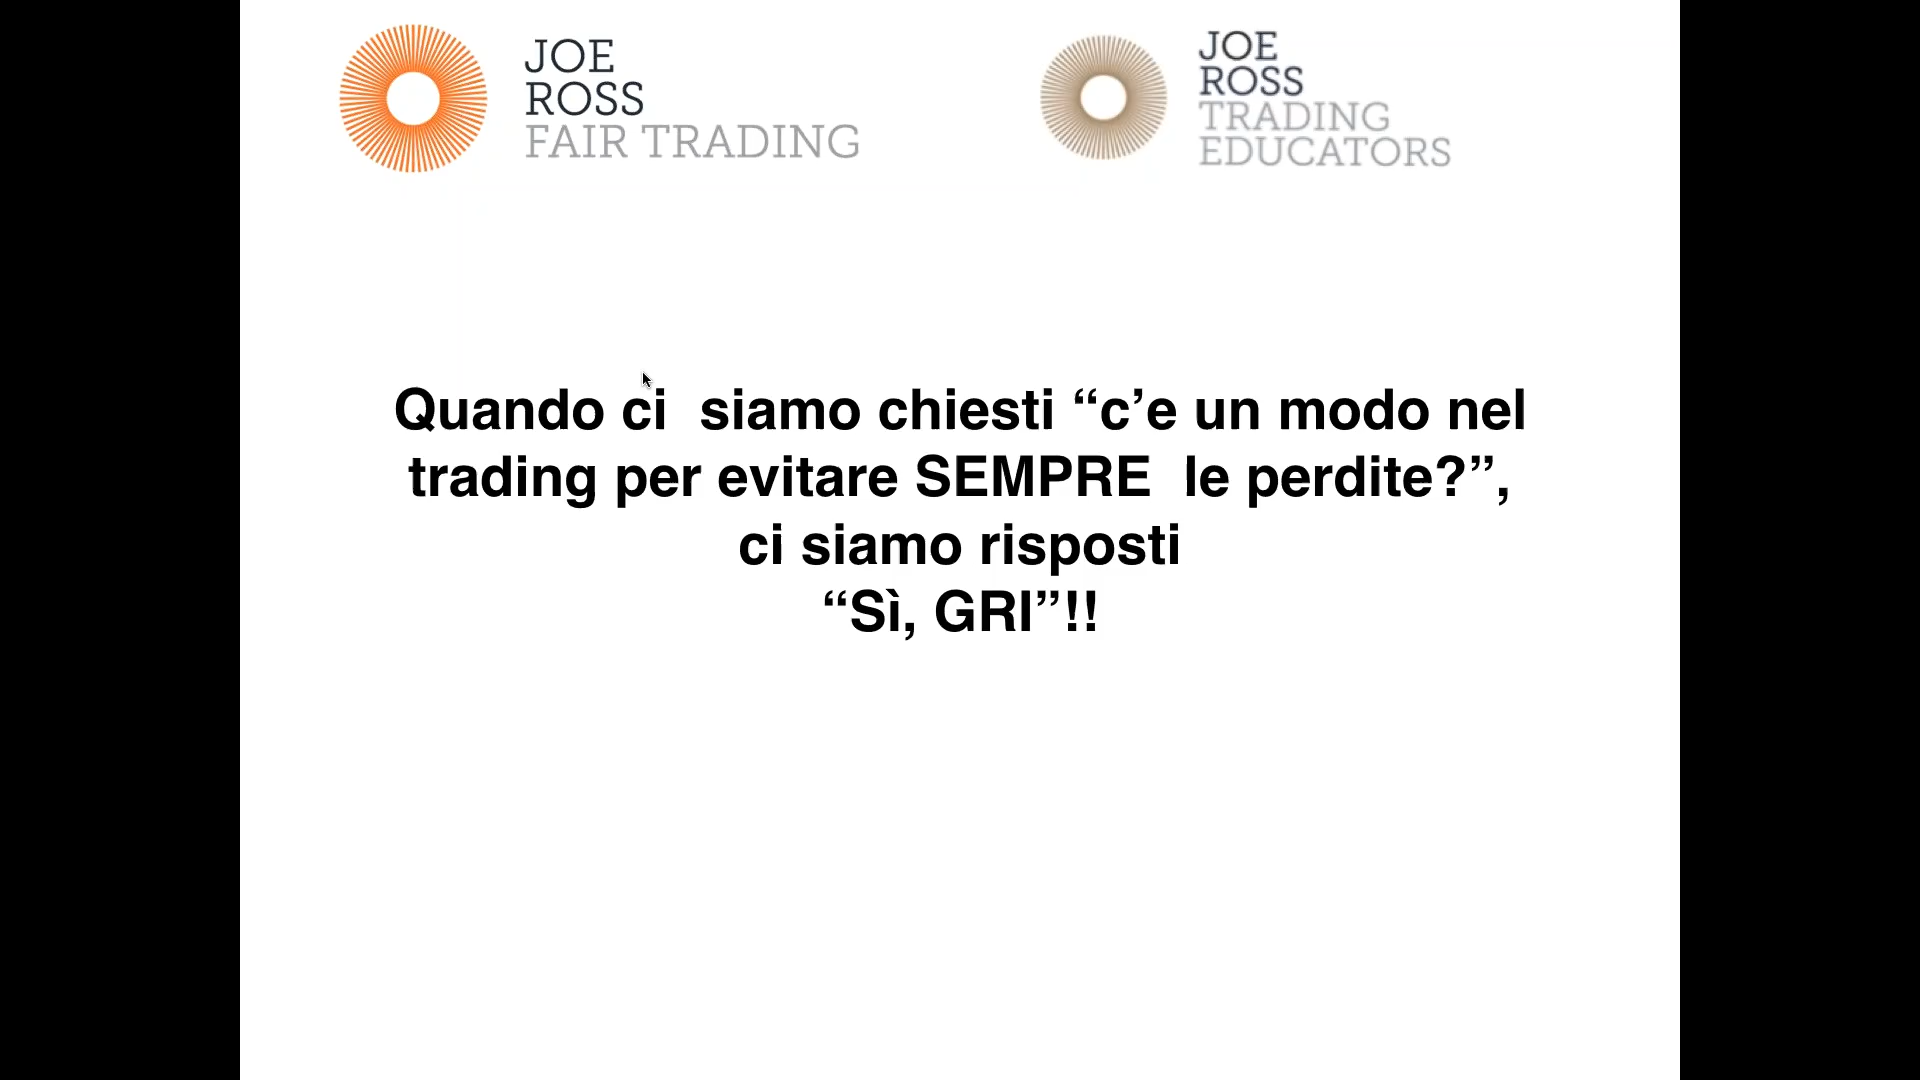 JOE
ROSS
FAIR TRADING
JOE
ROSS
TRADING
EDUCATORS
Quando ci  siamo chiesti “c’e un modo nel
trading per evitare SEMPRE  le perdite?”,
ci siamo risposti
“Sì, GRI”!!